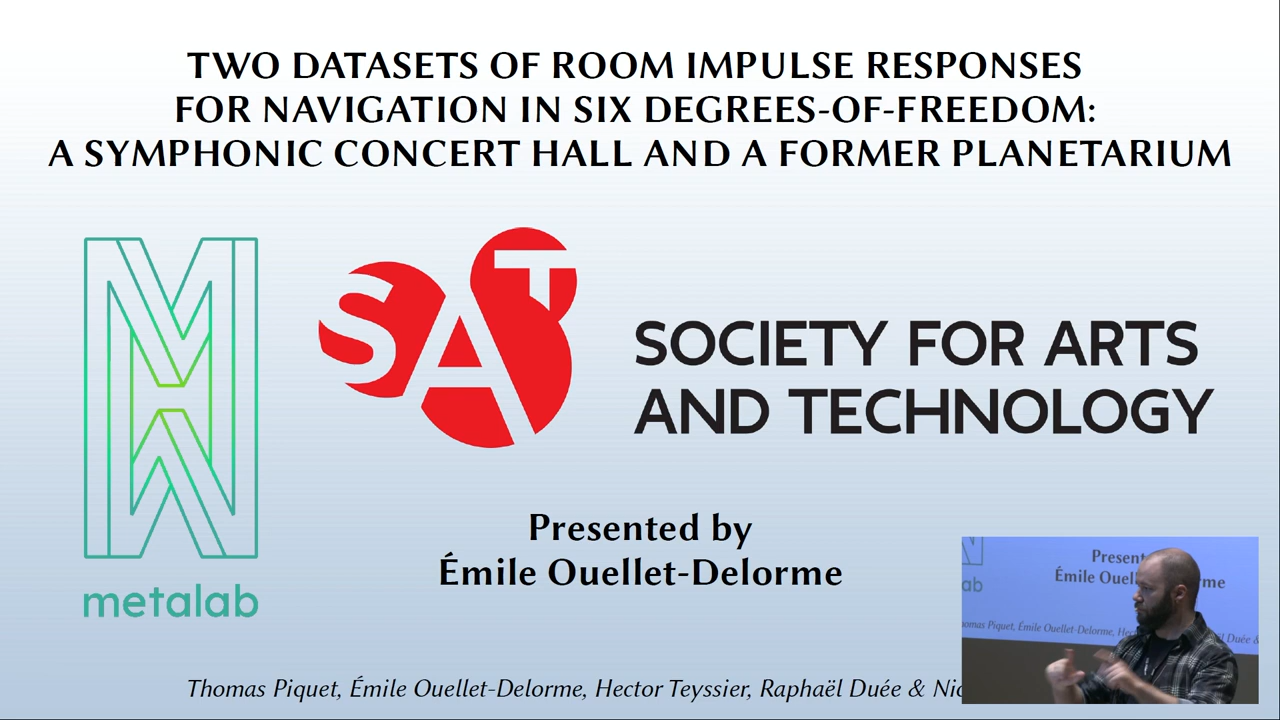 TWO DATASETS OF ROOM IMPULSE RESPONSES
FOR NAVIGATION IN SIX DEGREES-OF-FREEDOM:
A SYMPHONIC CONCERT HALL AND A FORMER PLANETARIUM
SAT
SOCIETY FOR ARTS
AND TECHNOLOGY
metalab
Presented by
Émile Ouellet-Delorme
Thomas Piquet, Émile Ouellet-Delorme, Hector Teyssier, Raphaël Duée &